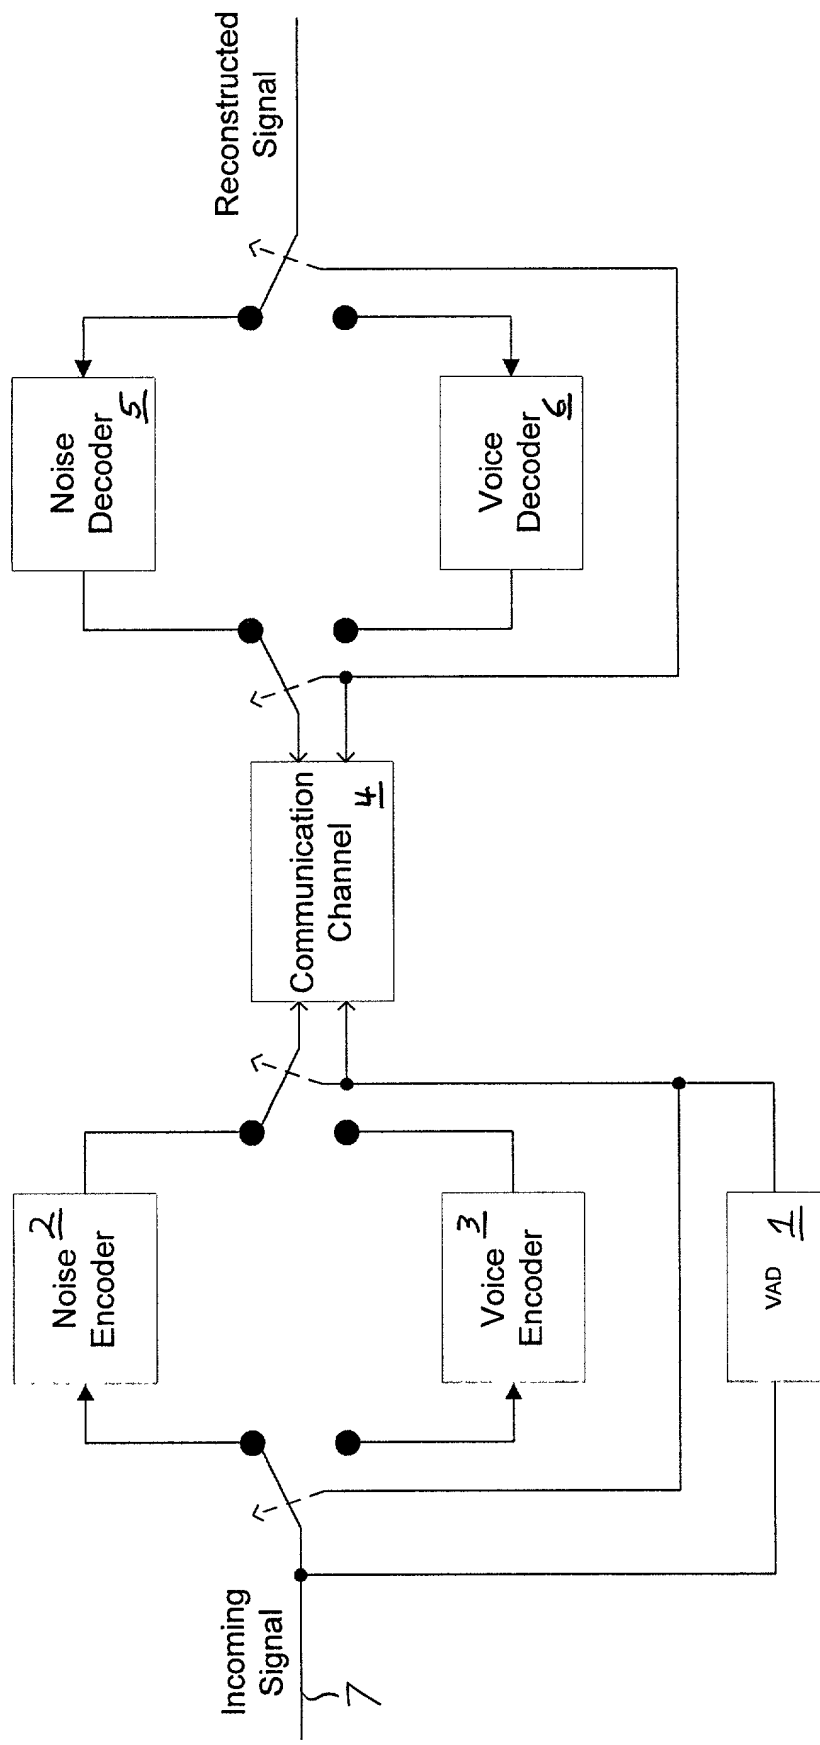 Incoming
Signal
7
Noise
Encoder
2
Voice
Encoder
3
VAD
1
Communication
Channel
4
Noise
Decoder
5
Voice
Decoder
6
Reconstructed
Signal